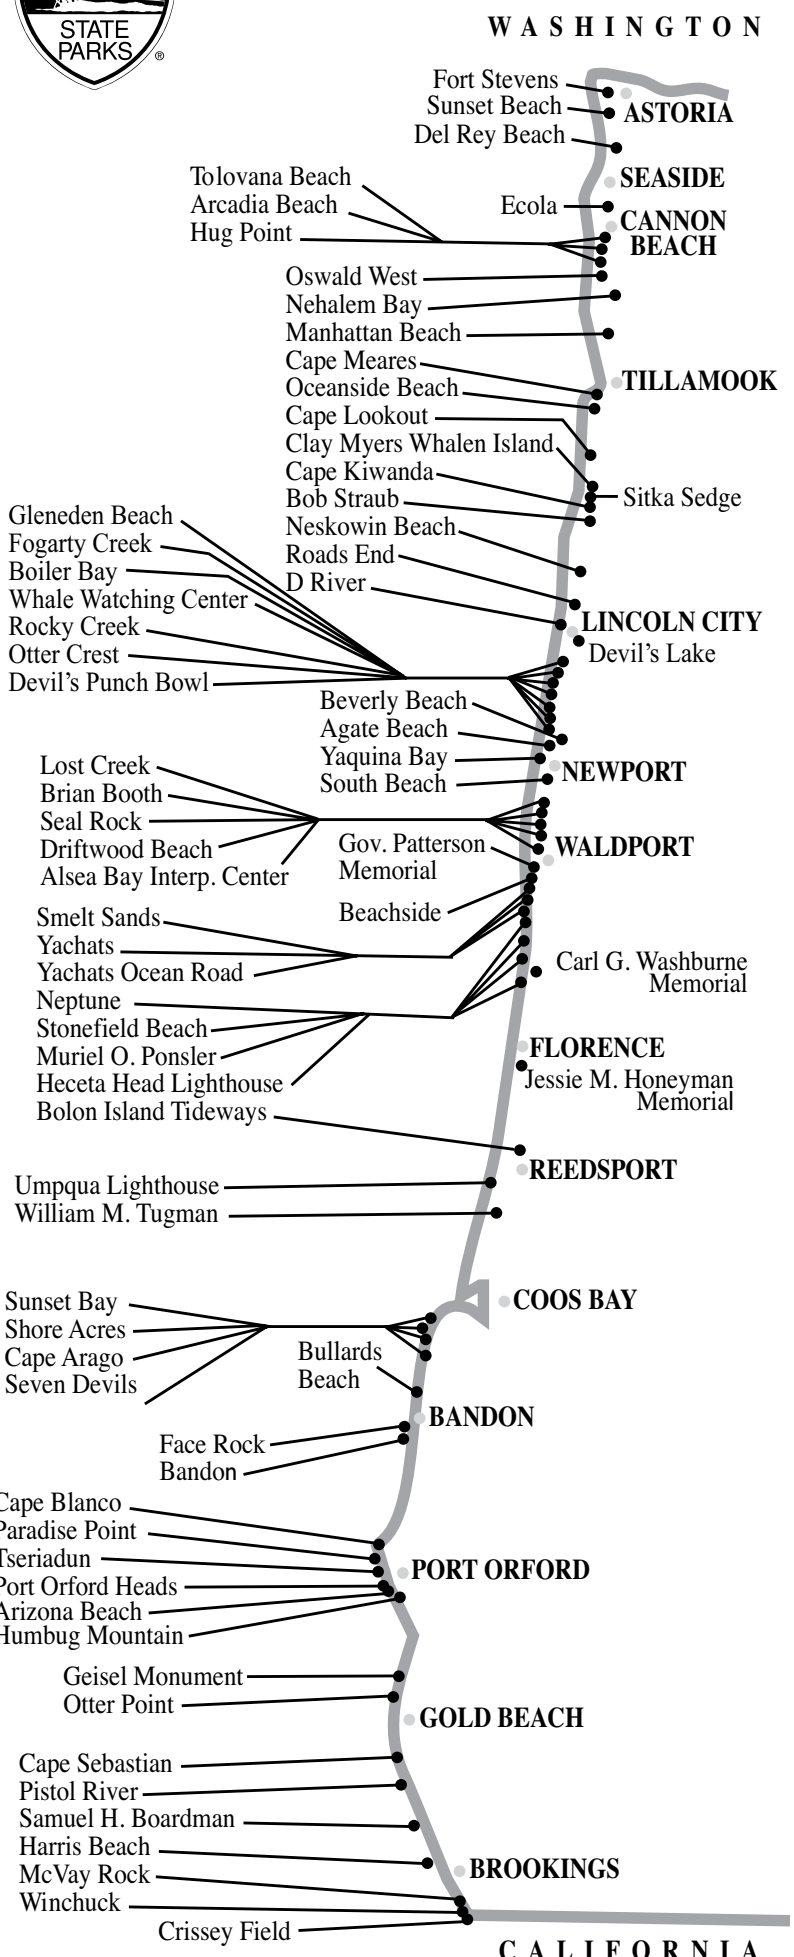 STATE
PARKS
®
WASHINGTON
Fort Stevens
Sunset Beach
ASTORIA
Del Rey Beach
Tolovana Beach
SEASIDE
Arcadia Beach
Ecola
Hug Point
CANNON
BEACH
Oswald West
Nehalem Bay
Manhattan Beach
Cape Meares
TILLAMOOK
Oceanside Beach
Cape Lookout
Clay Myers Whalen Island
Cape Kiwanda
Bob Straub
Sitka Sedge
Gleneden Beach
Neskowin Beach
Fogarty Creek
Roads End
Boiler Bay
D River
Whale Watching Center
LINCOLN CITY
Rocky Creek
Otter Crest
Devil's Lake
Devil's Punch Bowl
Beverly Beach
Agate Beach
Yaquina Bay
Lost Creek
NEWPORT
South Beach
Brian Booth
Seal Rock
Driftwood Beach
Gov. Patterson
Memorial
WALDPORT
Alsea Bay Interp. Center
Beachside
Smelt Sands
Yachats
Yachats Ocean Road
Carl G. Washburne
Memorial
Neptune
Stonefield Beach
FLORENCE
Muriel O. Ponsler
Heceta Head Lighthouse
Jessie M. Honeyman
Memorial
Bolon Island Tideways
REEDSPORT
Umpqua Lighthouse
William M. Tugman
Sunset Bay
COOS BAY
Shore Acres
Cape Arago
Bullards
Beach
Seven Devils
BANDON
Face Rock
Bandon
Cape Blanco
Paradise Point
Tseriadun
PORT ORFORD
Port Orford Heads
Arizona Beach
Humbug Mountain
Geisel Monument
Otter Point
GOLD BEACH
Cape Sebastian
Pistol River
Samuel H. Boardman
Harris Beach
BROOKINGS
McVay Rock
Winchuck
Crissey Field
CALIFORNIA